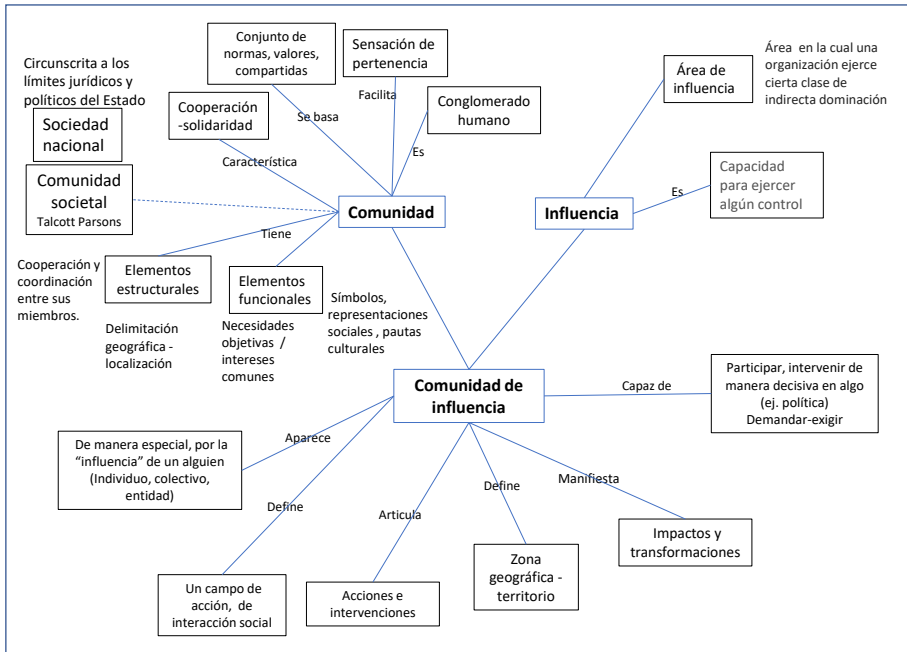 Circunscrita a los
límites jurídicos y
políticos del Estado
Sociedad
nacional
Comunidad
societal
Talcott Parsons
Conjunto de
normas, valores,
compartidas
Sensación de
pertenencia
Cooperación
-solidaridad
Conglomerado
humano
Se basa
Facilita
Es
Característica
Comunidad
Tiene
Cooperación y
coordinación
entre sus
miembros.
Elementos
estructurales
Delimitación
geográfica -
localización
Elementos
funcionales
Necesidades
objetivas /
intereses
comunes
Símbolos,
representaciones
sociales , pautas
culturales
Área de
influencia
Área en la cual una
organización ejerce
cierta clase de
indirecta dominación
Influencia
Es
Capacidad
para ejercer
algún control
Comunidad de
influencia
Capaz de
Participar, intervenir de
manera decisiva en algo
(ej. política)
Demandar-exigir
Aparece
De manera especial, por la
“influencia” de un alguien
(Individuo, colectivo,
entidad)
Define
Un campo de
acción, de
interacción social
Articula
Acciones e
intervenciones
Define
Zona
geográfica -
territorio
Manifiesta
Impactos y
transformaciones